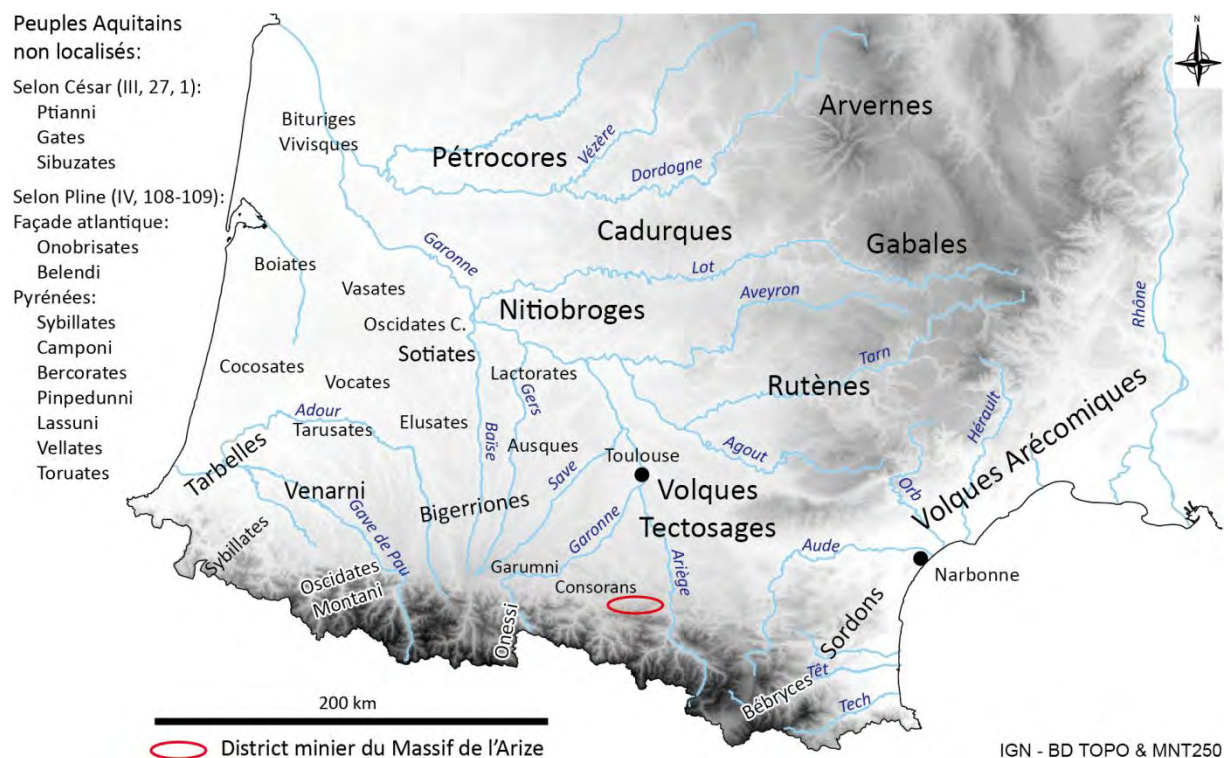 Peuples Aquitains
non localisés:
Selon César (III, 27, 1):
Ptianni
Gates
Sibuzates
Selon Pline (IV, 108-109):
Façade atlantique:
Onobrisates
Belendi
Pyrénées:
Sybillates
Camponi
Bercorates
Pinpedunni
Lassuni
Vellates
Toruates
N
Arvernes
Bituriges
Vivisques
Pétrocores
Vézère
Dordogne
Cadurques
Gabales
Garonne
Lot
Boiates
Vasates
Aveyron
Rhône
Nitiobroges
Oscidates C.
Sotiates
Tarn
Cocosates
Vocates
Lactorates
Gers
Rutènes
Hérault
Adour
Tarusates
Elusates
Baïse
Ausques
Agout
Volques Arécomiques
Tarbelles
Toulouse
Save
Orb
Venarni
Bigerriones
Volques
Tectosages
Gave de Pau
Garonne
Sybillates
Aude
Oscidates
Montani
Garumni
Consorans
Ariège
Narbonne
Onessi
Sordons
Têt
Bébryces
Tech
200 km
District minier du Massif de l'Arize
IGN - BD TOPO & MNT250